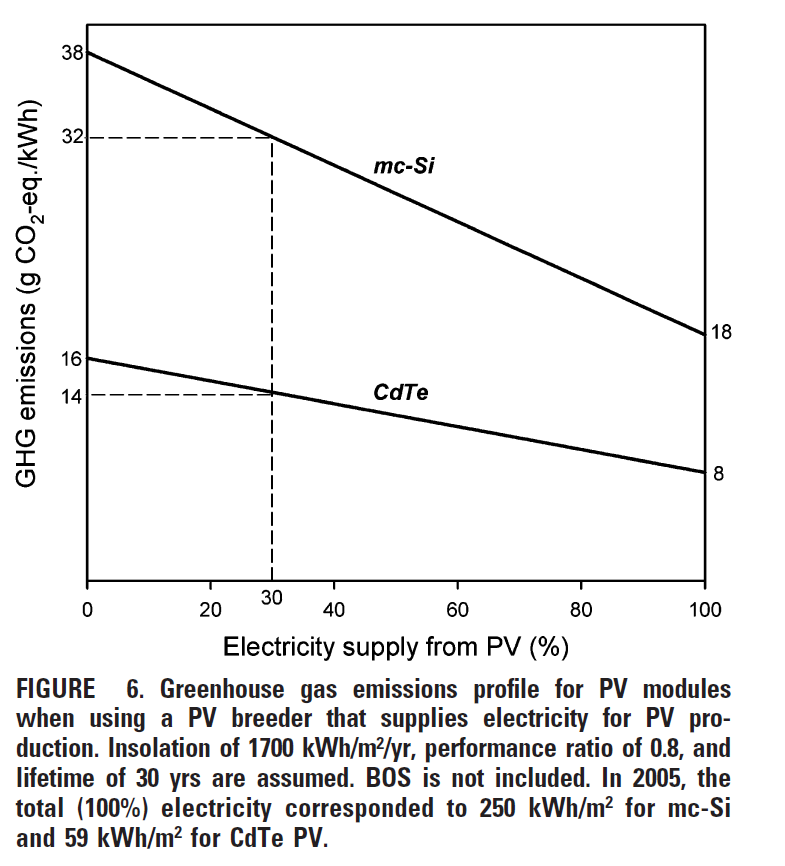 38
32
mc-Si
18
16
14
CdTe
8
GHG emissions (g CO₂-eq./kWh)
0
20
30
40
60
80
100
Electricity supply from PV (%)
FIGURE 6. Greenhouse gas emissions profile for PV modules
when using a PV breeder that supplies electricity for PV pro-
duction. Insolation of 1700 kWh/m²/yr, performance ratio of 0.8, and
lifetime of 30 yrs are assumed. BOS is not included. In 2005, the
total (100%) electricity corresponded to 250 kWh/m² for mc-Si
and 59 kWh/m² for CdTe PV.